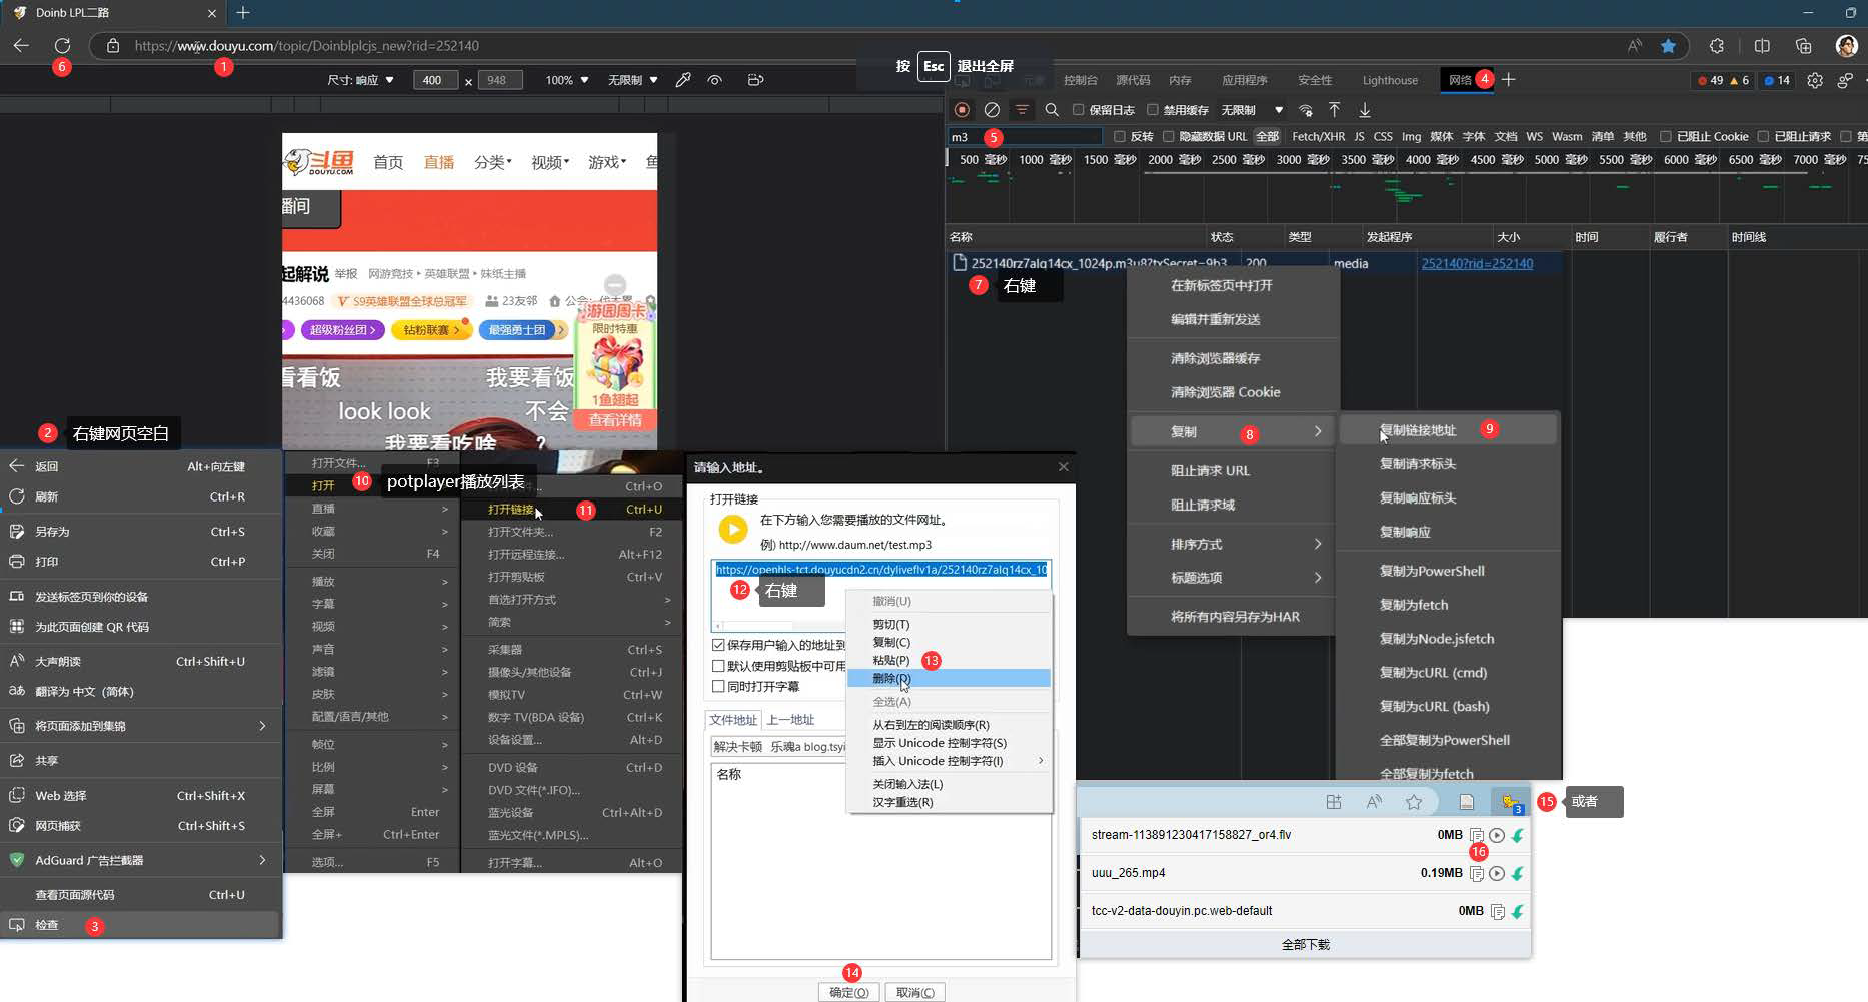 Doinb LPL二路
https://www.douyu.com/topic/Doinblplcjs_new?rid=252140
6
1
尺寸: 响应
400
×
948
100%
无限制
按 Esc 退出全屏
控制台
源代码
内存
应用程序
安全性
Lighthouse
网络
4
49
6
14
保留日志
禁用缓存
无限制
m3
5
反转
隐藏数据 URL
全部
Fetch/XHR
JS
CSS
Img
媒体
字体
文档
WS
Wasm
清单
其他
已阻止 Cookie
已阻止请求
第
500 毫秒
1000 毫秒
1500 毫秒
2000 毫秒
2500 毫秒
3000 毫秒
3500 毫秒
4000 毫秒
4500 毫秒
5000 毫秒
5500 毫秒
6000 毫秒
6500 毫秒
7000 毫秒
75
名称
状态
类型
发起程序
大小
时间
履行者
时间线
252140rz7alq14cx_1024p.m3u8?txSecret=9b3...
200
media
252140?rid=252140
7
右键
在新标签页中打开
编辑并重新发送
清除浏览器缓存
清除浏览器 Cookie
复制
8
阻止请求 URL
阻止请求域
排序方式
标题选项
将所有内容另存为HAR
复制链接地址
9
复制请求标头
复制响应标头
复制响应
复制为PowerShell
复制为fetch
复制为Node.jsfetch
复制为cURL (cmd)
复制为cURL (bash)
全部复制为PowerShell
全部复制为fetch
斗鱼
DOUYU.COM
首页
直播
分类
视频
游戏
鱼
播间
起解说
举报
网游竞技
英雄联盟
妹纸主播
4436068
S9英雄联盟全球总冠军
23友邻
公会:
超级粉丝团
钻粉联赛
最强勇士团
游园周卡
限时特惠
1鱼翅起
查看详情
看看饭
我要看饭
look look
不会
我要看吃啥
?
2
右键网页空白
返回
Alt+向左键
刷新
Ctrl+R
另存为
Ctrl+S
打印
Ctrl+P
发送标签页到你的设备
为此页面创建 QR 代码
大声朗读
Ctrl+Shift+U
翻译为 中文 (简体)
将页面添加到集锦
共享
Web 选择
Ctrl+Shift+X
网页捕获
Ctrl+Shift+S
AdGuard 广告拦截器
查看页面源代码
Ctrl+U
检查
3
打开文件...
F3
打开
10
potplayer播放列表
直播
收藏
关闭
F4
播放
字幕
视频
声音
滤镜
皮肤
配置/语言/其他
帧位
比例
屏幕
全屏
Enter
全屏+
Ctrl+Enter
选项...
F5
Ctrl+O
打开链接
11
Ctrl+U
打开文件夹...
F2
打开远程连接...
Alt+F12
打开剪贴板
Ctrl+V
首选打开方式
简索
采集器
Ctrl+S
摄像头/其他设备
Ctrl+J
模拟TV
Ctrl+W
数字 TV(BDA 设备)
Ctrl+K
设备设置...
Alt+D
DVD 设备
Ctrl+D
DVD 文件(*.IFO)...
蓝光设备
Ctrl+Alt+D
蓝光文件(*.MPLS)...
打开字幕...
Alt+O
请输入地址。
打开链接
在下方输入您需要播放的文件网址。
例) http://www.daum.net/test.mp3
https://openhls-tct.douyucdn2.cn/dyliveflv1a/252140rz7alq14cx_10
12
右键
保存用户输入的地址到
默认使用剪贴板中可用
同时打开字幕
文件地址
上一地址
解决卡顿 乐魂a blog.tsyi
名称
撤消(U)
剪切(T)
复制(C)
粘贴(P)
13
删除(D)
全选(A)
从右到左的阅读顺序(R)
显示 Unicode 控制字符(S)
插入 Unicode 控制字符(I)
关闭输入法(L)
汉字重选(R)
14
确定(O)
取消(C)
3
15
或者
stream-113891230417158827_or4.flv
0MB
16
uuu_265.mp4
0.19MB
tcc-v2-data-douyin.pc.web-default
0MB
全部下载